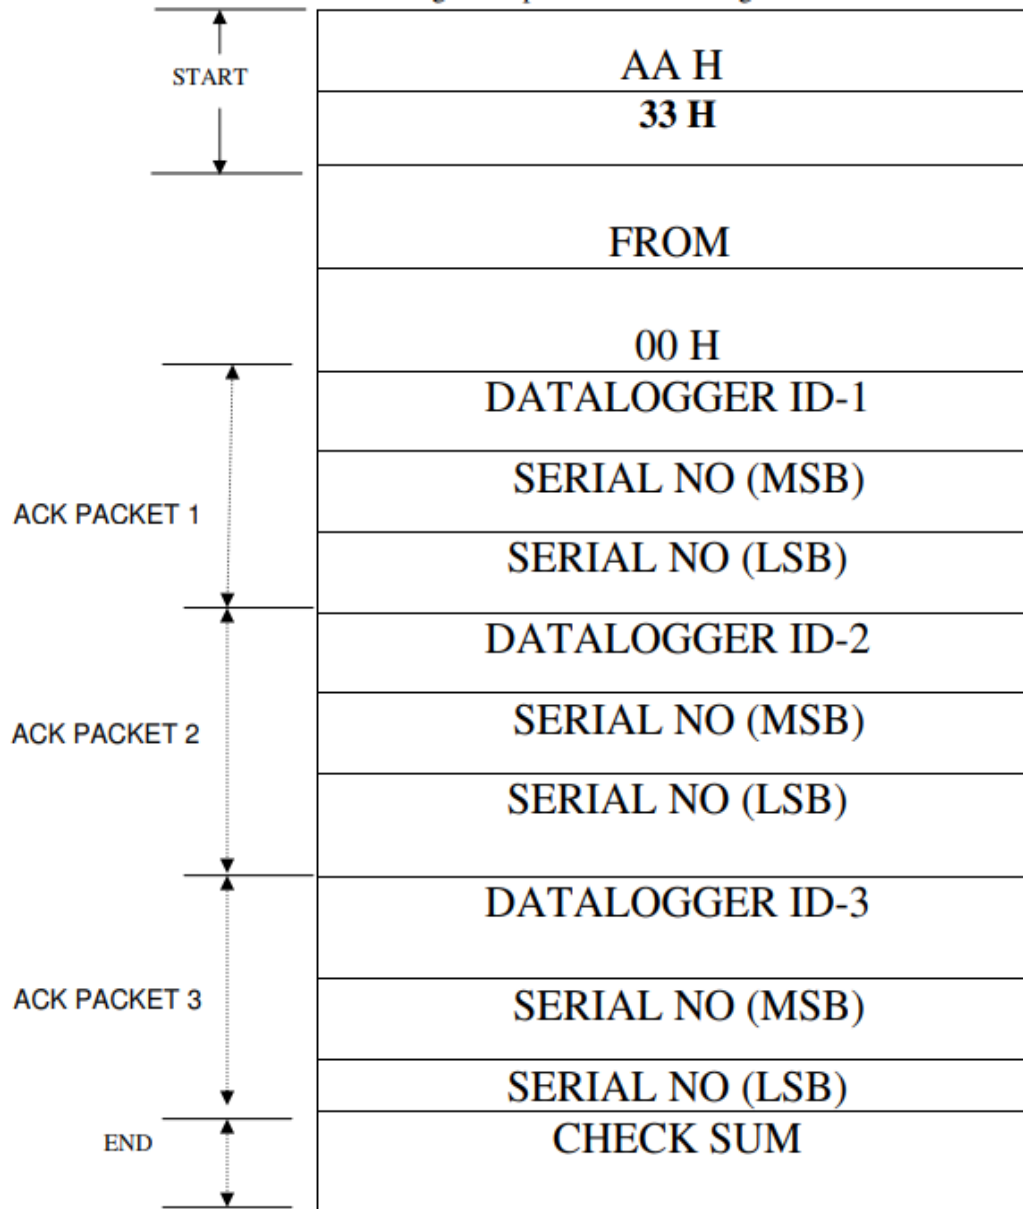 START
AA H
33 H
FROM
00 H
ACK PACKET 1
DATALOGGER ID-1
SERIAL NO (MSB)
SERIAL NO (LSB)
ACK PACKET 2
DATALOGGER ID-2
SERIAL NO (MSB)
SERIAL NO (LSB)
ACK PACKET 3
DATALOGGER ID-3
SERIAL NO (MSB)
SERIAL NO (LSB)
END
CHECK SUM